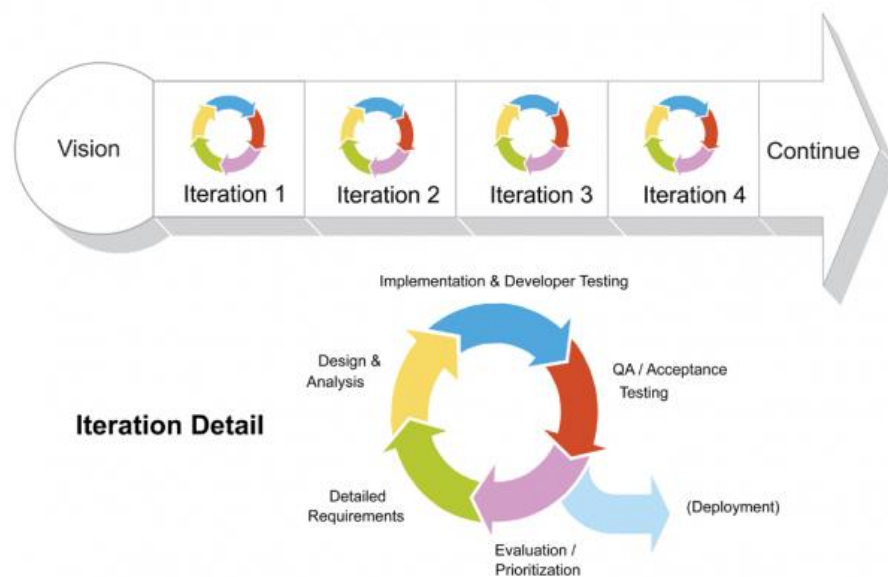 Vision
Iteration 1
Iteration 2
Iteration 3
Iteration 4
Continue
Implementation & Developer Testing
Design &
Analysis
QA / Acceptance
Testing
Iteration Detail
Detailed
Requirements
(Deployment)
Evaluation /
Prioritization